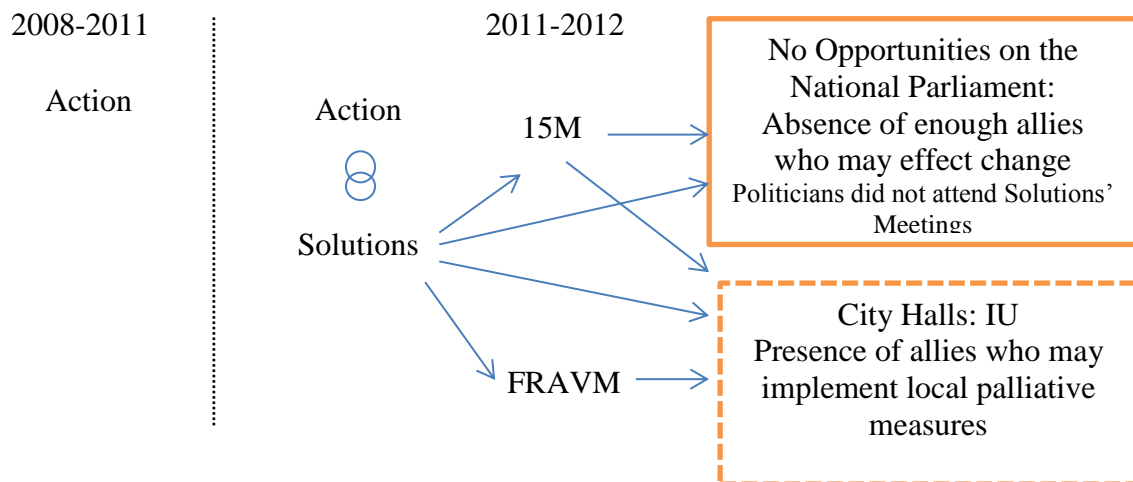 2008-2011
2011-2012
Action
Action
Solutions
15M
FRAVM
No Opportunities on the
National Parliament:
Absence of enough allies
who may effect change
Politicians did not attend Solutions’
Meetings
City Halls: IU
Presence of allies who may
implement local palliative
measures